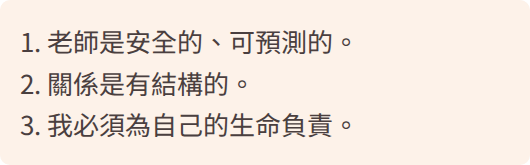 1. 老師是安全的、可預測的。
2. 關係是有結構的。
3. 我必須為自己的生命負責。